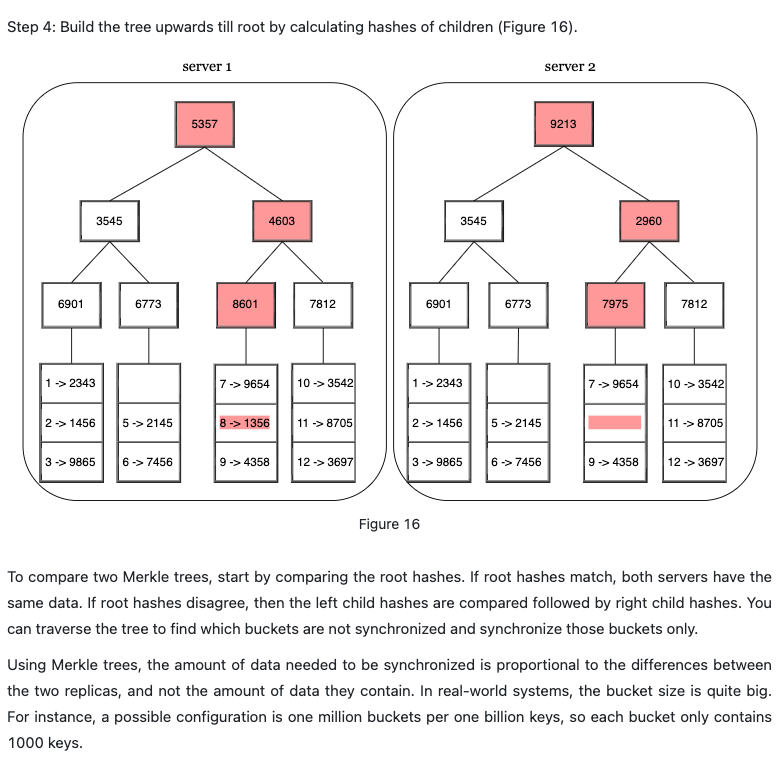 Step 4: Build the tree upwards till root by calculating hashes of children (Figure 16).
server 1
server 2
5357
9213
3545
4603
3545
2960
6901
6773
8601
7812
6901
6773
7975
7812
1 -> 2343
7 -> 9654
10 -> 3542
1 -> 2343
7 -> 9654
10 -> 3542
2 -> 1456
5 -> 2145
8 -> 1356
11 -> 8705
2 -> 1456
5 -> 2145
11 -> 8705
3 -> 9865
6 -> 7456
9 -> 4358
12 -> 3697
3 -> 9865
6 -> 7456
9 -> 4358
12 -> 3697
Figure 16
To compare two Merkle trees, start by comparing the root hashes. If root hashes match, both servers have the
same data. If root hashes disagree, then the left child hashes are compared followed by right child hashes. You
can traverse the tree to find which buckets are not synchronized and synchronize those buckets only.
Using Merkle trees, the amount of data needed to be synchronized is proportional to the differences between
the two replicas, and not the amount of data they contain. In real-world systems, the bucket size is quite big.
For instance, a possible configuration is one million buckets per one billion keys, so each bucket only contains
1000 keys.